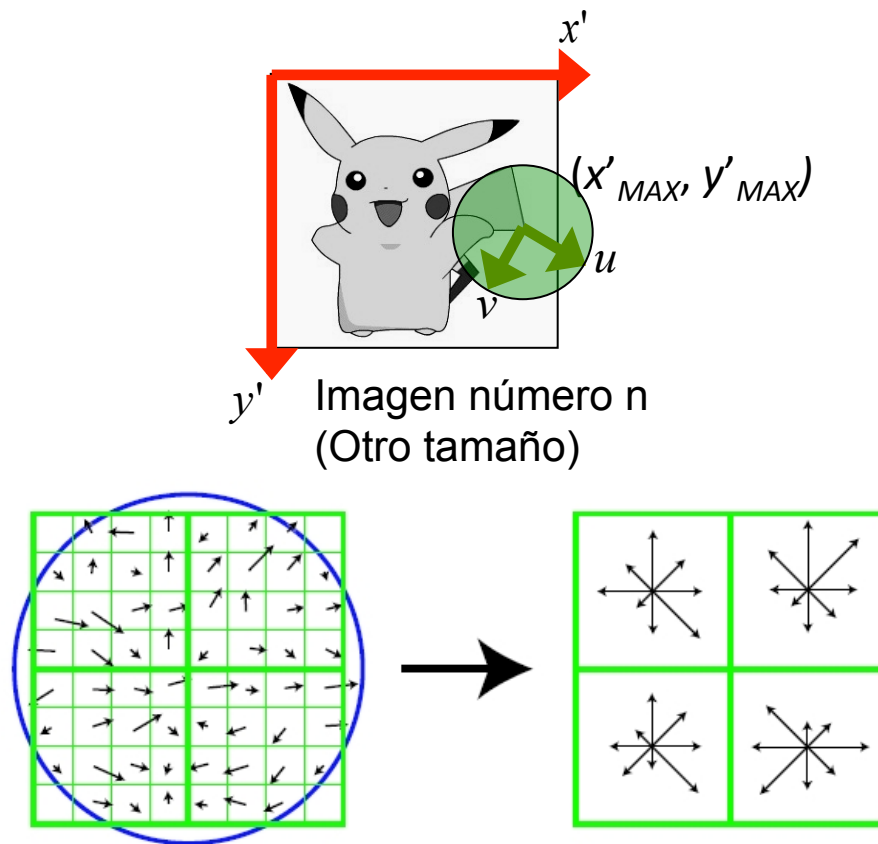 x'
(x'MAX, y'MAX)
u
v
y'
Imagen número n
(Otro tamaño)